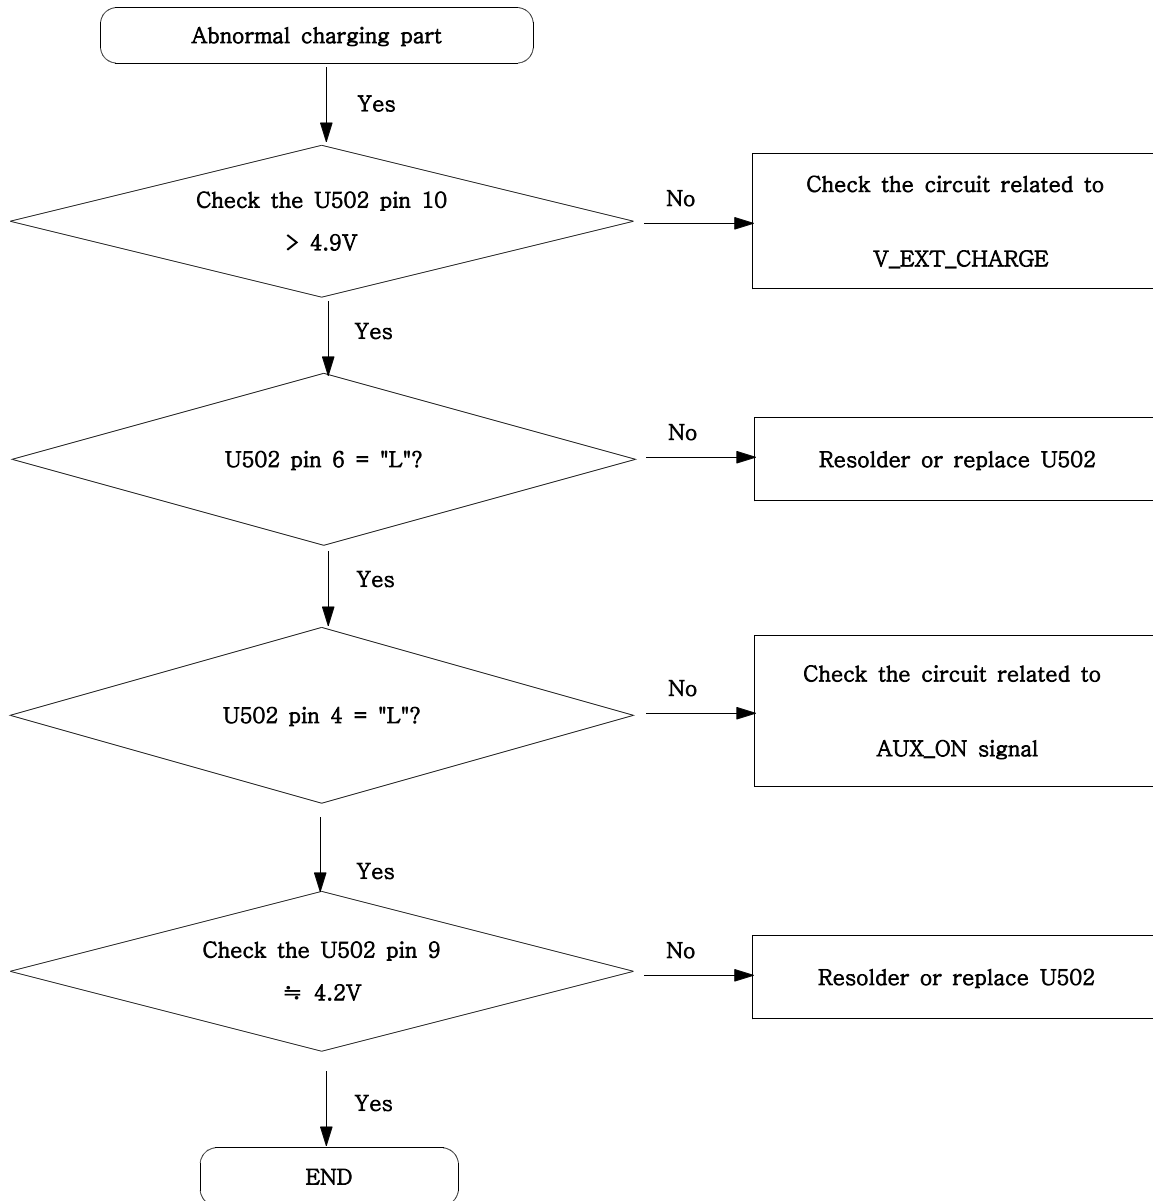 Abnormal charging part
Yes
Check the U502 pin 10
> 4.9V
No
Check the circuit related to
V_EXT_CHARGE
Yes
U502 pin 6 = "L"?
No
Resolder or replace U502
Yes
U502 pin 4 = "L"?
No
Check the circuit related to
AUX_ON signal
Yes
Check the U502 pin 9
≒ 4.2V
No
Resolder or replace U502
Yes
END